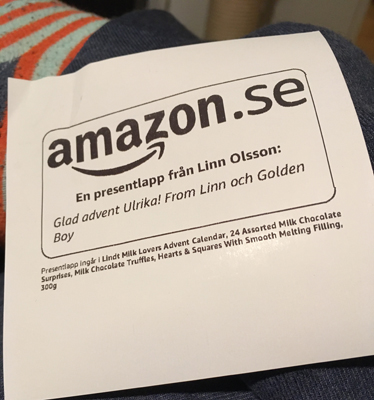 amazon.se
En presentlapp från Linn Olsson:
Glad advent Ulrika! From Linn och Golden
Boy
Presentlapp ingår i Lindt Milk Lovers Advent Calendar, 24 Assorted Milk Chocolate
Surprises, Milk Chocolate Truffles, Hearts & Squares With Smooth Melting Filling,
300g